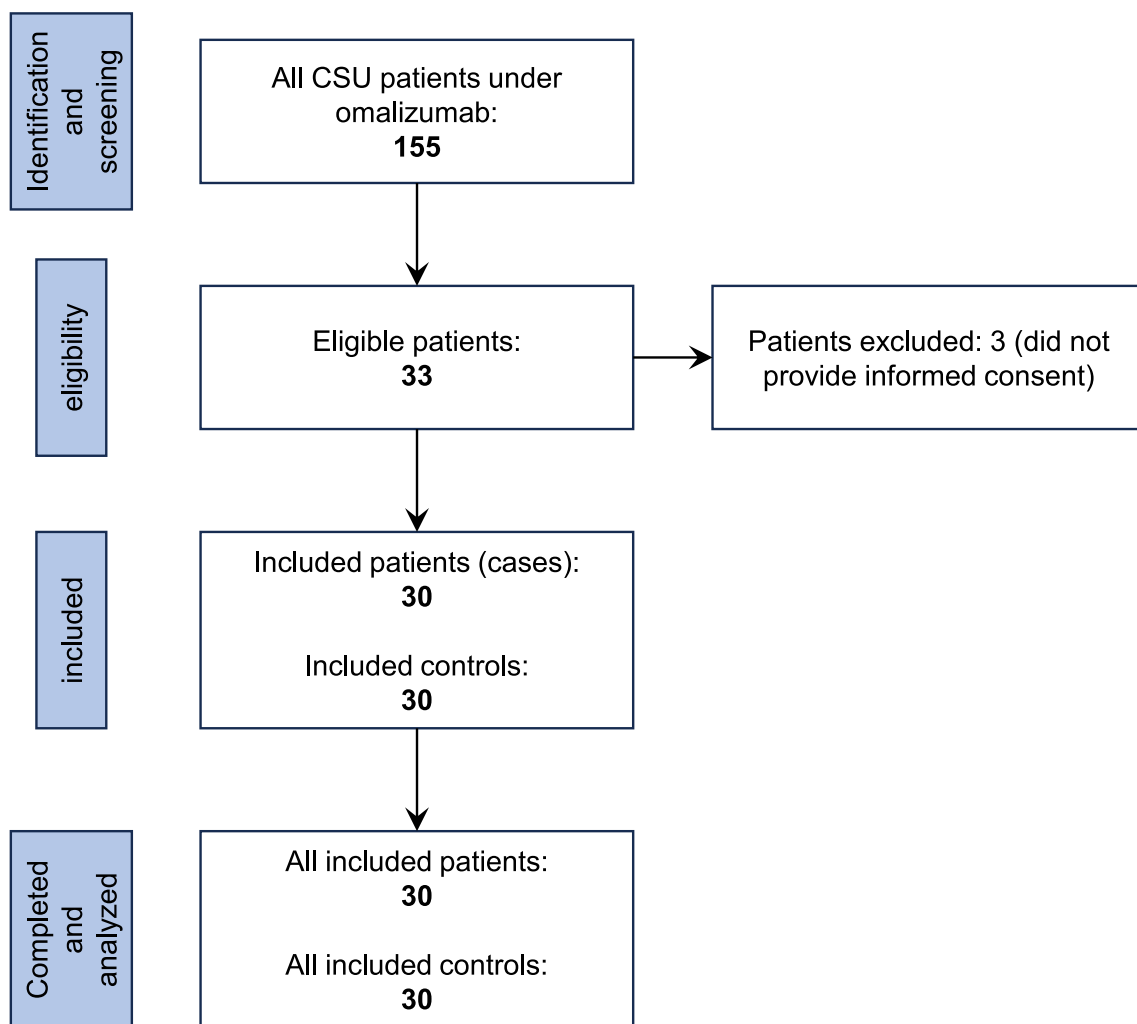 Identification
and
screening
All CSU patients under
omalizumab:
155
eligibility
Eligible patients:
33
Patients excluded: 3 (did not
provide informed consent)
included
Included patients (cases):
30
Included controls:
30
Completed
and
analyzed
All included patients:
30
All included controls:
30